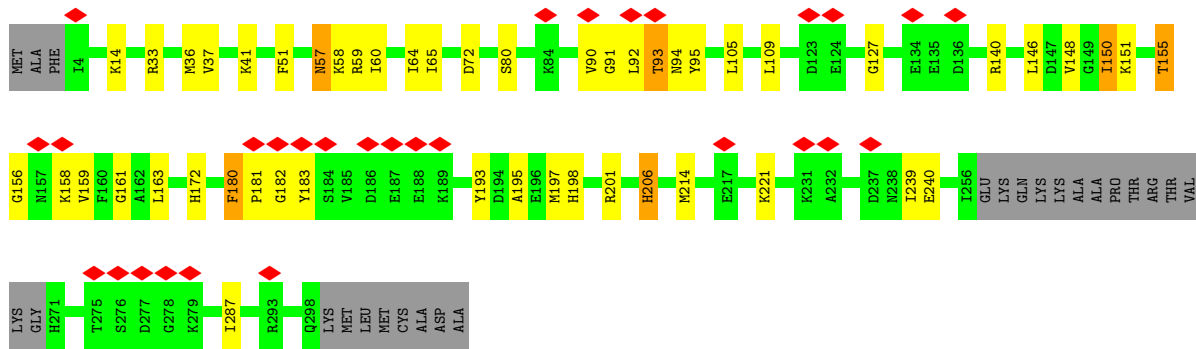 MET ALA PHE I4 K14 R33 M36 V37 K41 F51 N57 K58 R59 I60 I64 I65 D72 S80 K84 V90 G91 L92 T93 N94 Y95 L105 L109 D123 E124 G127 E134 E135 D136 R140 L146 D147 V148 G149 I150 K151 T155
G156 N157 K158 V159 F160 G161 A162 L163 H172 F180 P181 G182 Y183 S184 V185 D186 E187 E188 K189 Y193 D194 A195 E196 M197 H198 R201 H206 M214 E217 K221 K231 A232 D237 N238 I239 E240 I256 GLU LYS GLN LYS LYS ALA ALA PRO THR ARG THR VAL
LYS GLY H271 T275 S276 D277 G278 K279 I287 R293 Q298 LYS MET LEU MET CYS ALA ASP ALA